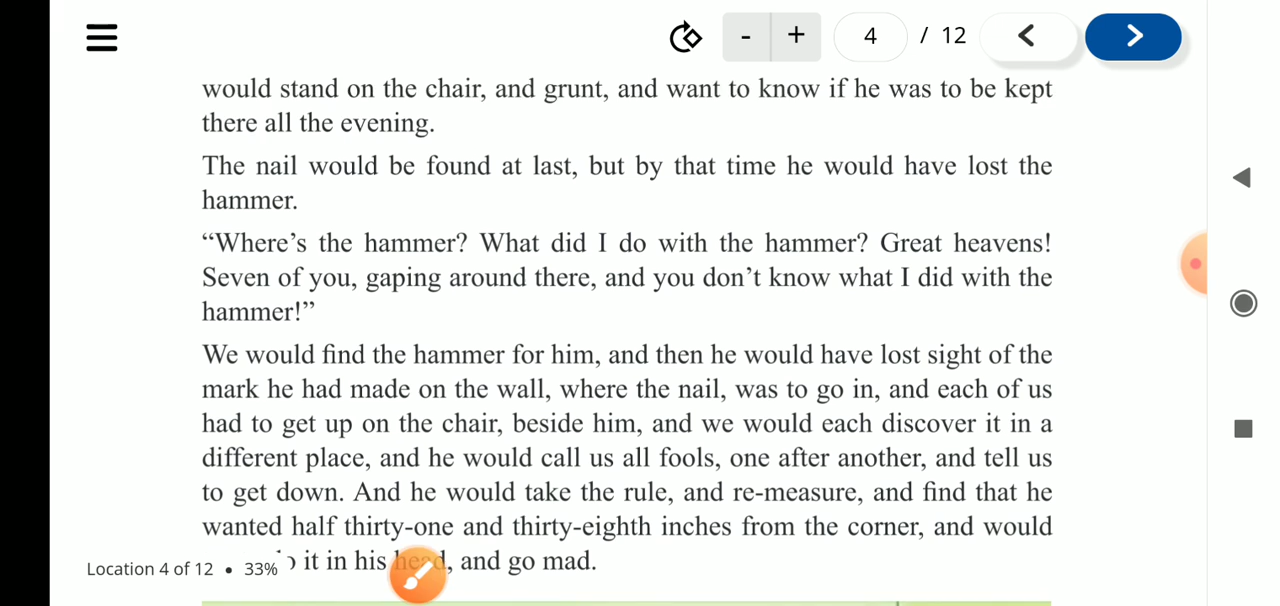 - + 4 / 12
would stand on the chair, and grunt, and want to know if he was to be kept
there all the evening.
The nail would be found at last, but by that time he would have lost the
hammer.
“Where’s the hammer? What did I do with the hammer? Great heavens!
Seven of you, gaping around there, and you don’t know what I did with the
hammer!”
We would find the hammer for him, and then he would have lost sight of the
mark he had made on the wall, where the nail, was to go in, and each of us
had to get up on the chair, beside him, and we would each discover it in a
different place, and he would call us all fools, one after another, and tell us
to get down. And he would take the rule, and re-measure, and find that he
wanted half thirty-one and thirty-eighth inches from the corner, and would
it in his head, and go mad.
Location 4 of 12 • 33%